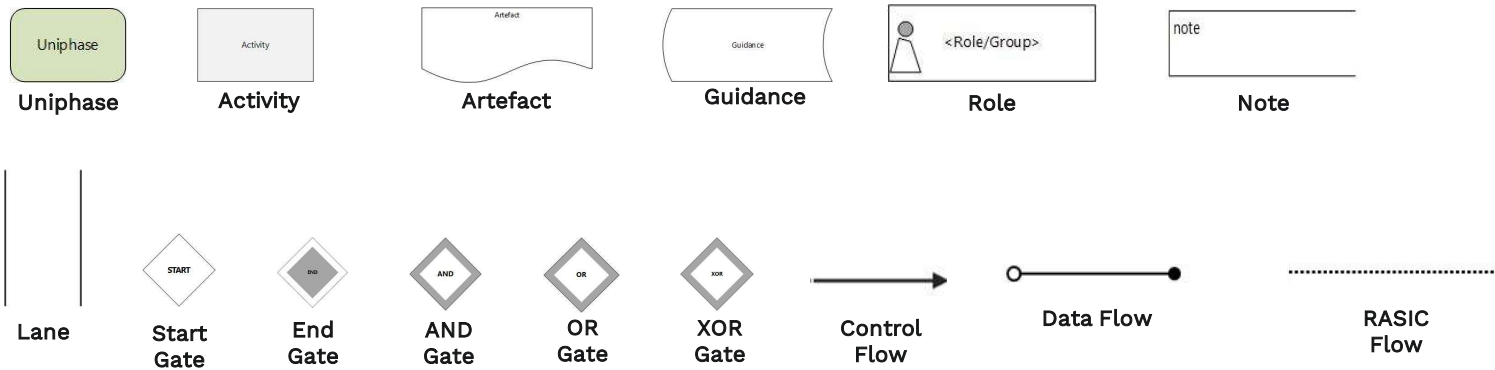 Uniphase
Activity
Artefact
Guidance
<Role/Group>
note
Uniphase
Activity
Artefact
Guidance
Role
Note
START
END
AND
OR
XOR
Lane
Start
Gate
End
Gate
AND
Gate
OR
Gate
XOR
Gate
Control
Flow
Data Flow
RASIC
Flow